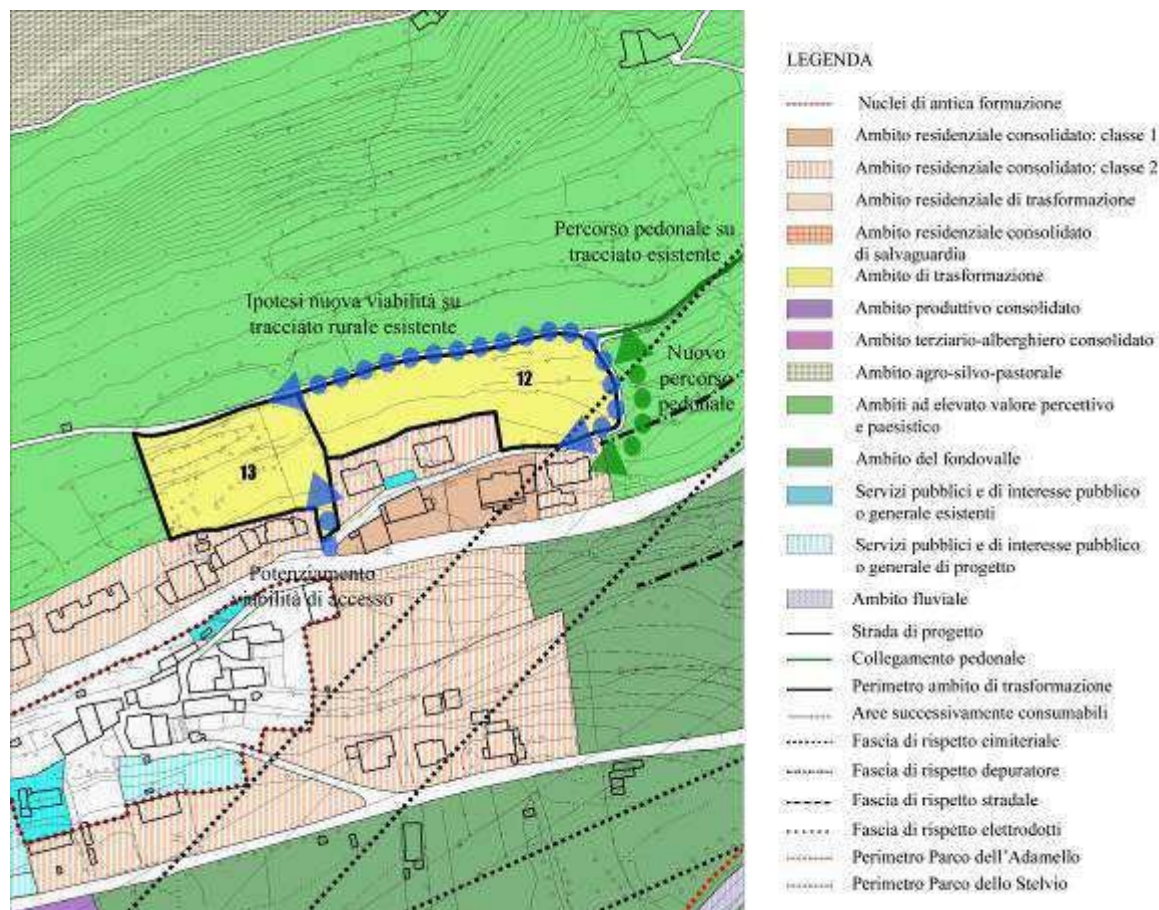 Percorso pedonale su
tracciato esistente
Ipotesi nuova viabilità su
tracciato rurale esistente
Nuovo
percorso
pedonale
12
13
Potenziamento
viabilità di accesso
LEGENDA
Nuclei di antica formazione
Ambito residenziale consolidato: classe 1
Ambito residenziale consolidato: classe 2
Ambito residenziale di trasformazione
Ambito residenziale consolidato
di salvaguardia
Ambito di trasformazione
Ambito produttivo consolidato
Ambito terziario-alberghiero consolidato
Ambito agro-silvo-pastorale
Ambiti ad elevato valore percettivo
e paesistico
Ambito del fondovalle
Servizi pubblici e di interesse pubblico
o generale esistenti
Servizi pubblici e di interesse pubblico
o generale di progetto
Ambito fluviale
Strada di progetto
Collegamento pedonale
Perimetro ambito di trasformazione
Aree successivamente consumabili
Fascia di rispetto cimiteriale
Fascia di rispetto depuratore
Fascia di rispetto stradale
Fascia di rispetto elettrodotti
Perimetro Parco dell'Adamello
Perimetro Parco dello Stelvio